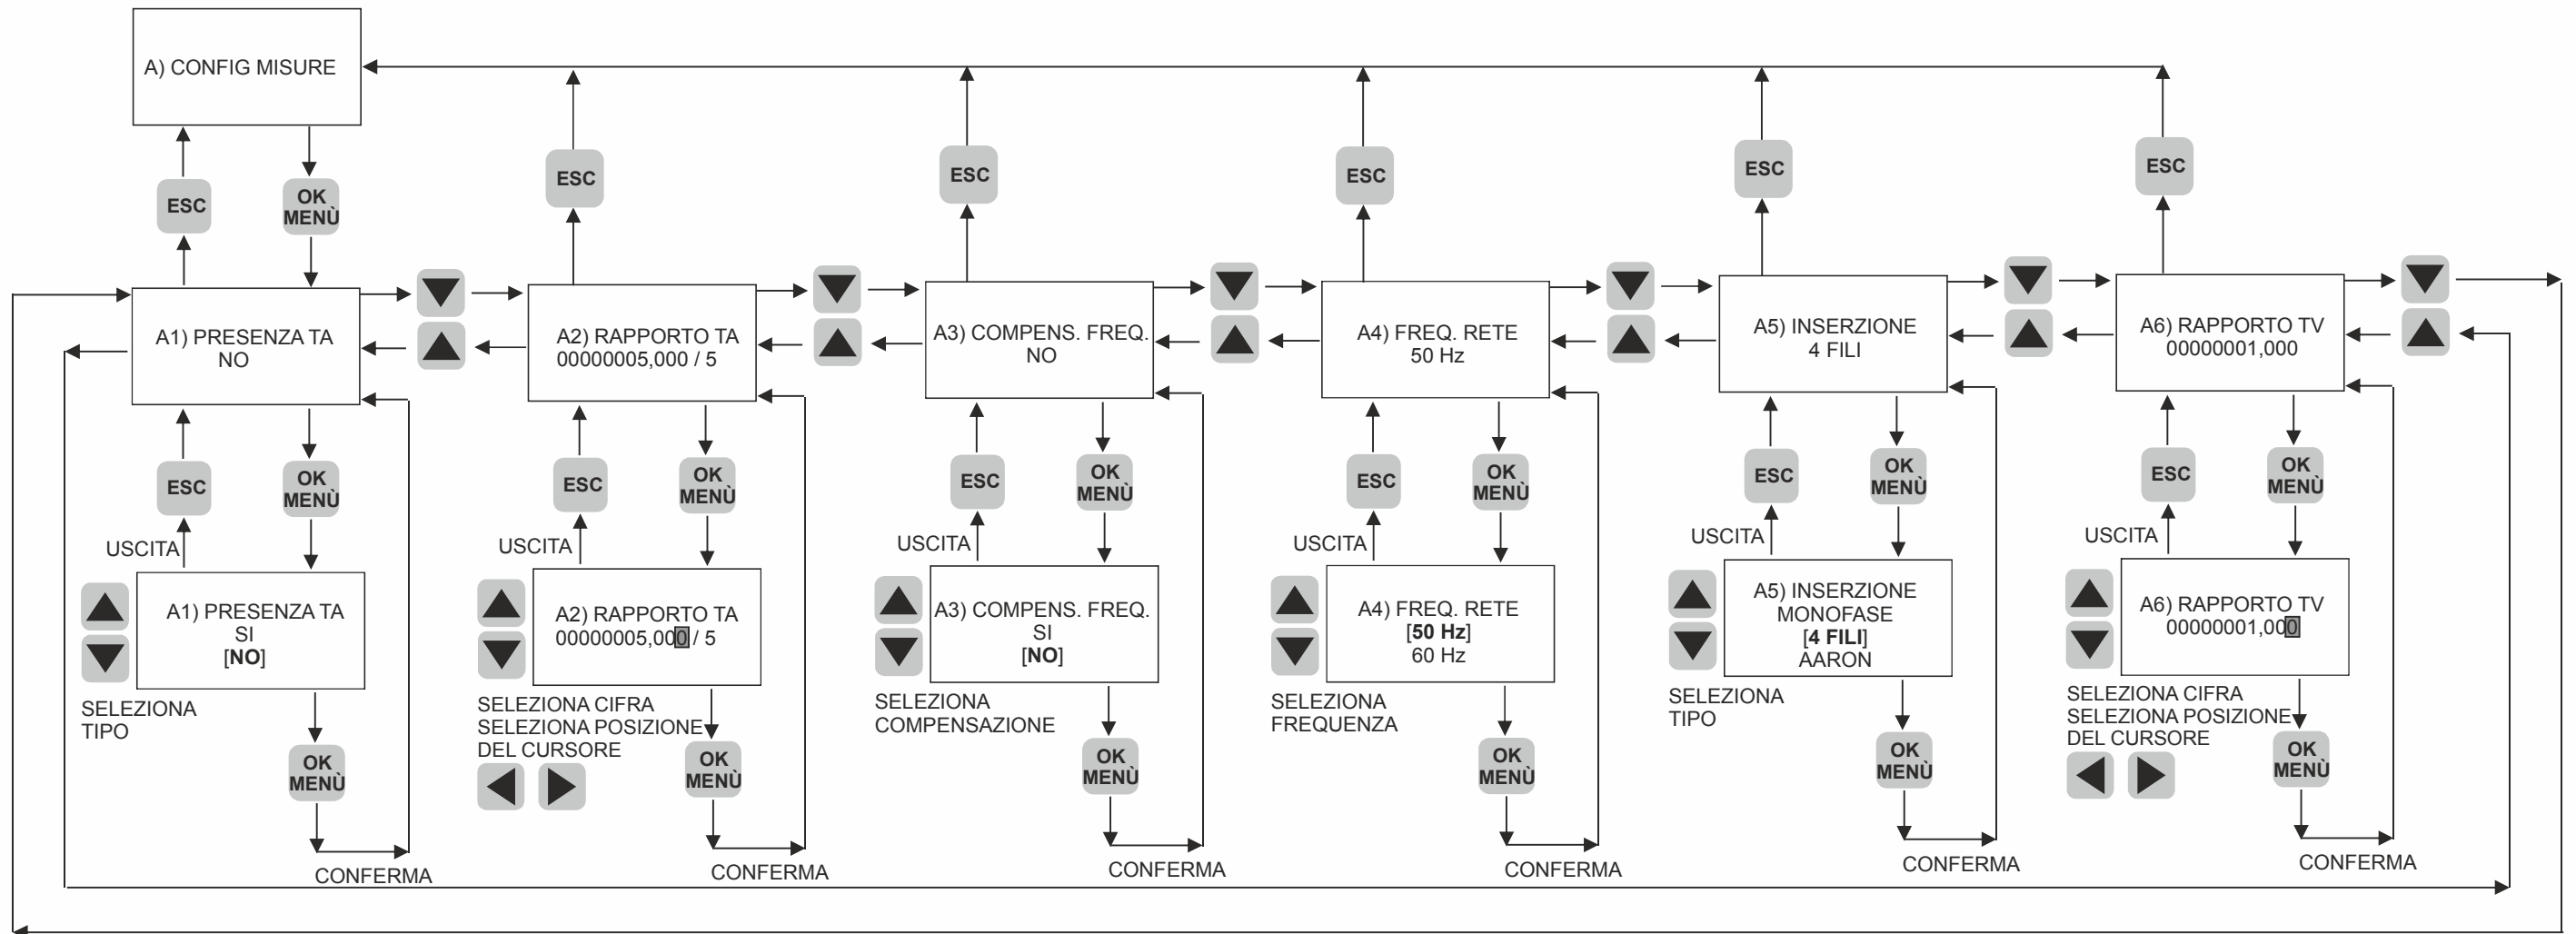 A) CONFIG MISURE
ESC
OK
MENÙ
ESC
ESC
ESC
ESC
ESC
A1) PRESENZA TA
NO
A2) RAPPORTO TA
00000005,000 / 5
A3) COMPENS. FREQ.
NO
A4) FREQ. RETE
50 Hz
A5) INSERZIONE
4 FILI
A6) RAPPORTO TV
00000001,000
ESC
OK
MENÙ
ESC
OK
MENÙ
ESC
OK
MENÙ
ESC
OK
MENÙ
ESC
OK
MENÙ
ESC
OK
MENÙ
USCITA
USCITA
USCITA
USCITA
USCITA
USCITA
A1) PRESENZA TA
SI
[NO]
SELEZIONA
TIPO
OK
MENÙ
CONFERMA
A2) RAPPORTO TA
00000005,000 / 5
SELEZIONA CIFRA
SELEZIONA POSIZIONE
DEL CURSORE
OK
MENÙ
CONFERMA
A3) COMPENS. FREQ.
SI
[NO]
SELEZIONA
COMPENSAZIONE
OK
MENÙ
CONFERMA
A4) FREQ. RETE
[50 Hz]
60 Hz
SELEZIONA
FREQUENZA
OK
MENÙ
CONFERMA
A5) INSERZIONE
MONOFASE
[4 FILI]
AARON
SELEZIONA
TIPO
OK
MENÙ
CONFERMA
A6) RAPPORTO TV
00000001,000
SELEZIONA CIFRA
SELEZIONA POSIZIONE
DEL CURSORE
OK
MENÙ
CONFERMA